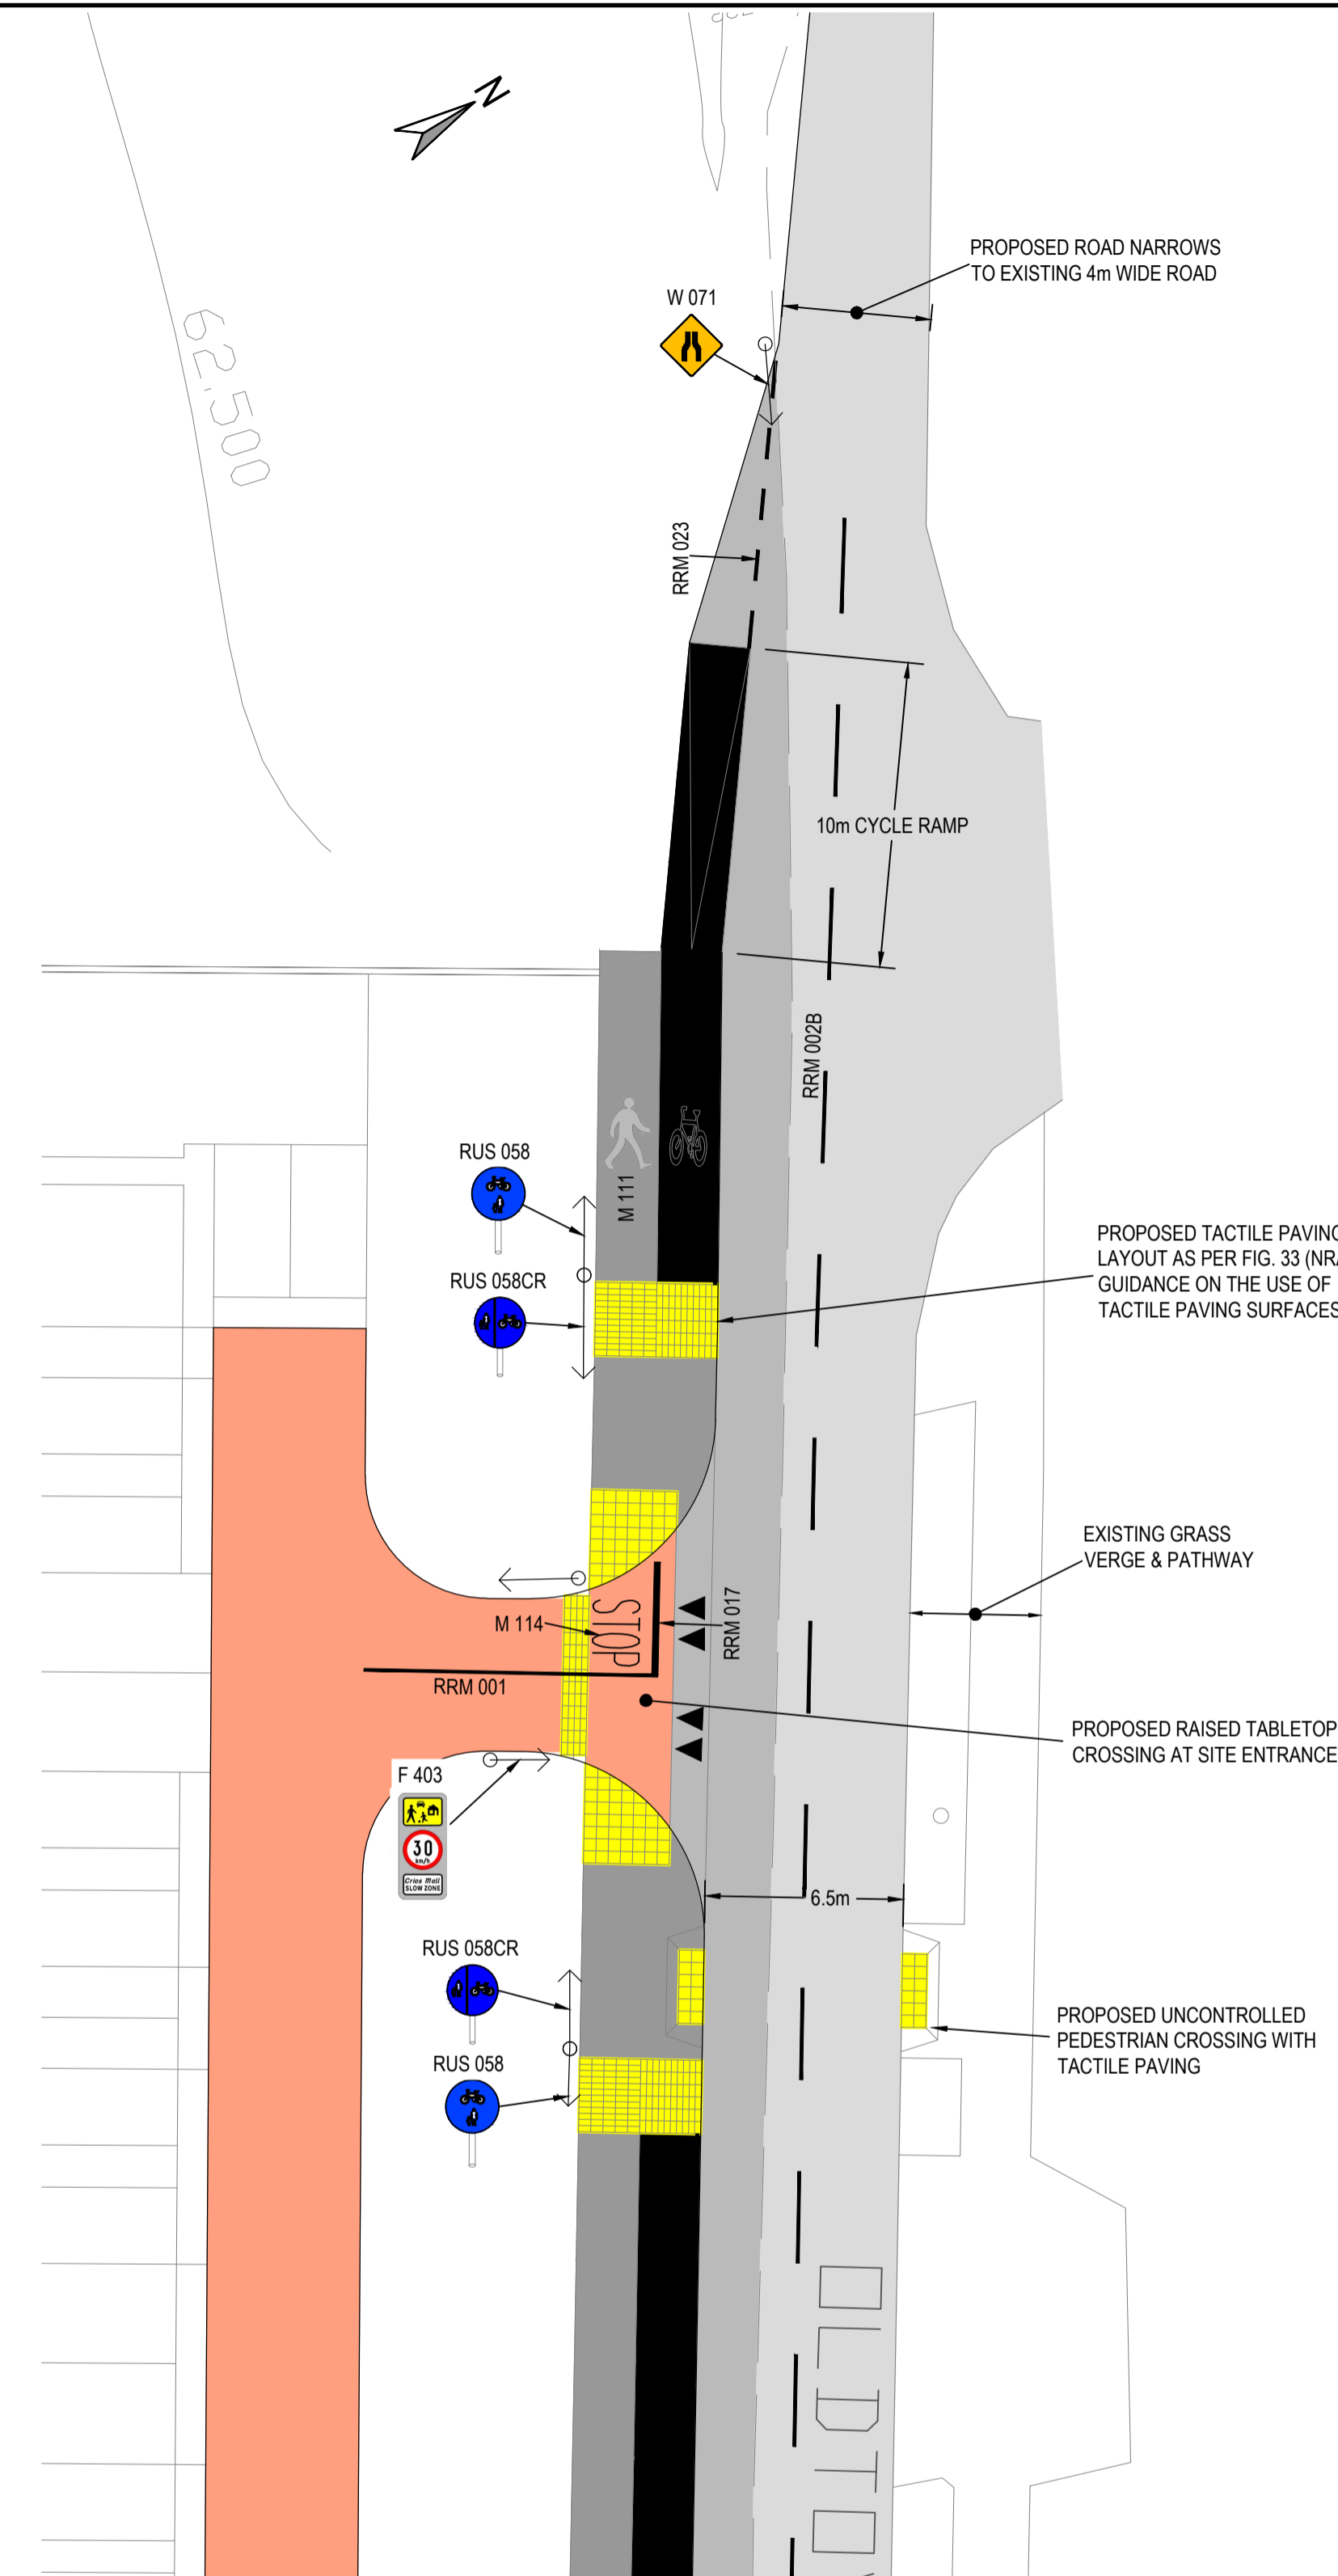 N
PROPOSED ROAD NARROWS
TO EXISTING 4m WIDE ROAD
W 071
62.500
RRM 023
10m CYCLE RAMP
RRM 002B
RUS 058
M 111
RUS 058CR
PROPOSED TACTILE PAVING
LAYOUT AS PER FIG. 33 (NRA
GUIDANCE ON THE USE OF
TACTILE PAVING SURFACES
EXISTING GRASS
VERGE & PATHWAY
M 114
STOP
RRM 017
RRM 001
PROPOSED RAISED TABLETOP
CROSSING AT SITE ENTRANCE
F 403
30
km/h
Crios Mall
SLOW ZONE
6.5m
RUS 058CR
PROPOSED UNCONTROLLED
PEDESTRIAN CROSSING WITH
TACTILE PAVING
RUS 058
OLDTO